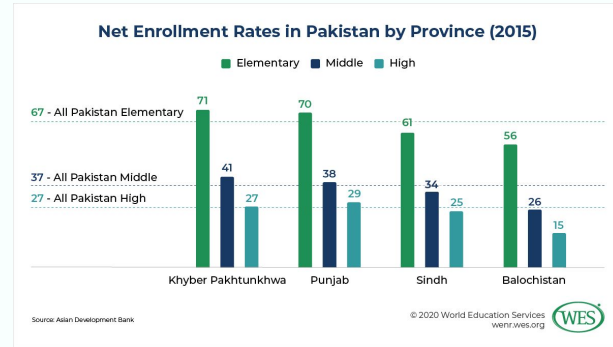 Net Enrollment Rates in Pakistan by Province (2015)
Elementary Middle High
67 - All Pakistan Elementary
37 - All Pakistan Middle
27 - All Pakistan High
71 41 27
70 38 29
61 34 25
56 26 15
Khyber Pakhtunkhwa Punjab Sindh Balochistan
Source: Asian Development Bank
© 2020 World Education Services
wenr.wes.org
WES